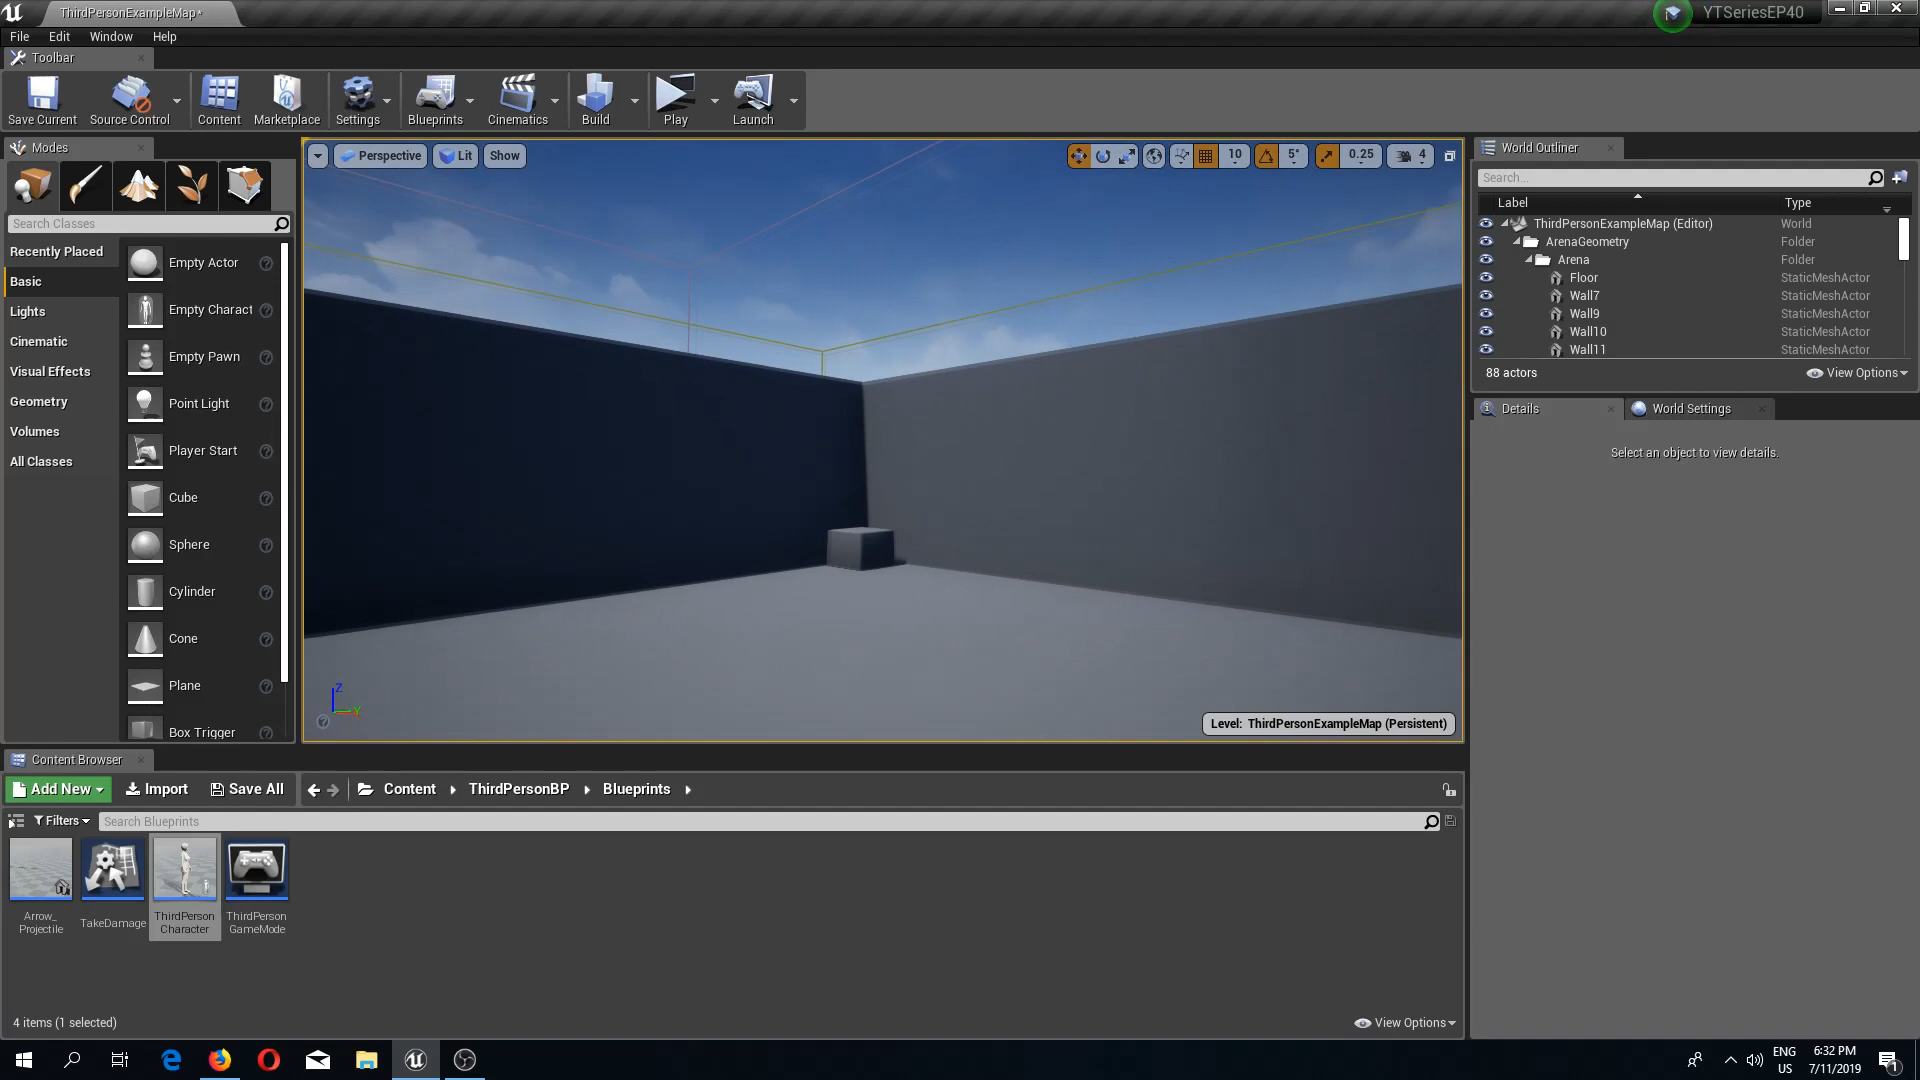 ThirdPersonExampleMap*
YTSeriesEP40
File Edit Window Help
Toolbar
Save Current Source Control Content Marketplace Settings Blueprints Cinematics Build Play Launch
Modes
Search Classes
Recently Placed
Basic
Lights
Cinematic
Visual Effects
Geometry
Volumes
All Classes
Empty Actor
Empty Charact
Empty Pawn
Point Light
Player Start
Cube
Sphere
Cylinder
Cone
Plane
Box Trigger
Perspective Lit Show
10 5° 0.25 4
Z
Y
Level: ThirdPersonExampleMap (Persistent)
World Outliner
Search...
Label Type
ThirdPersonExampleMap (Editor) World
ArenaGeometry Folder
Arena Folder
Floor StaticMeshActor
Wall7 StaticMeshActor
Wall9 StaticMeshActor
Wall10 StaticMeshActor
Wall11 StaticMeshActor
88 actors View Options
Details World Settings
Select an object to view details.
Content Browser
Add New Import Save All Content ThirdPersonBP Blueprints
Filters Search Blueprints
Arrow_
Projectile
TakeDamage
ThirdPerson
Character
ThirdPerson
GameMode
4 items (1 selected) View Options
ENG
US
6:32 PM
7/11/2019
1